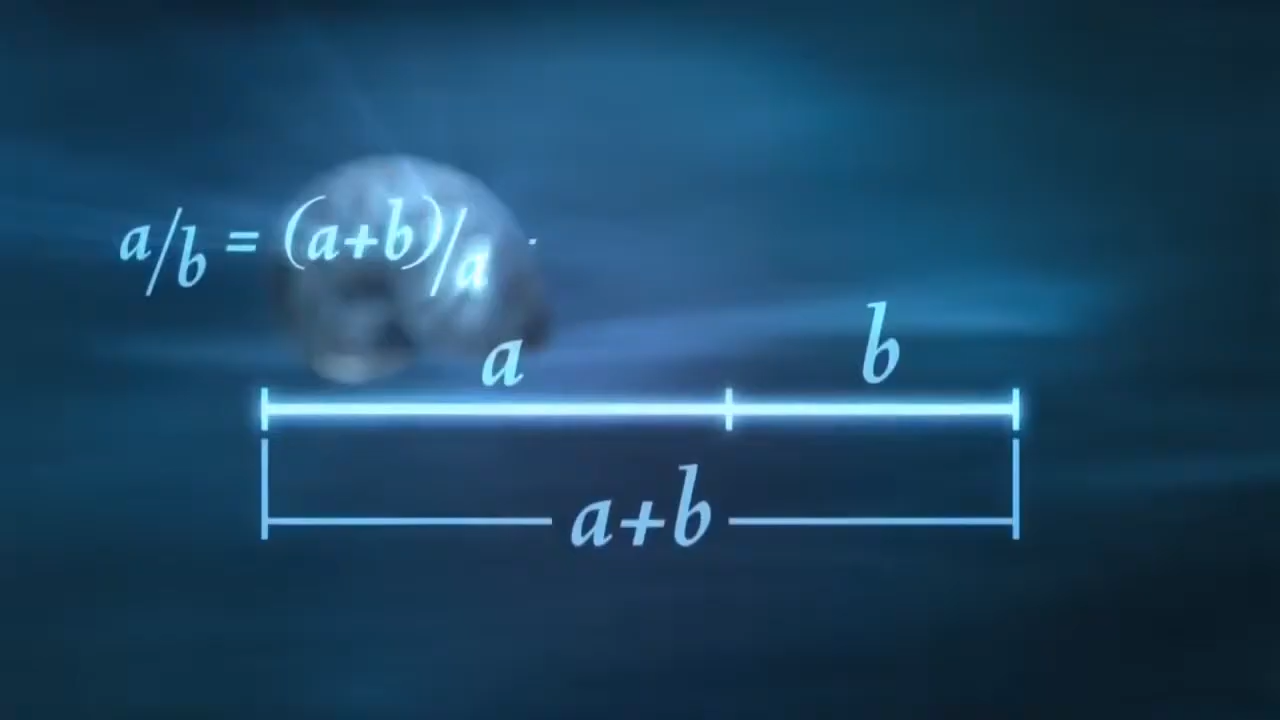 a/b = (a+b)/a
a
b
a+b